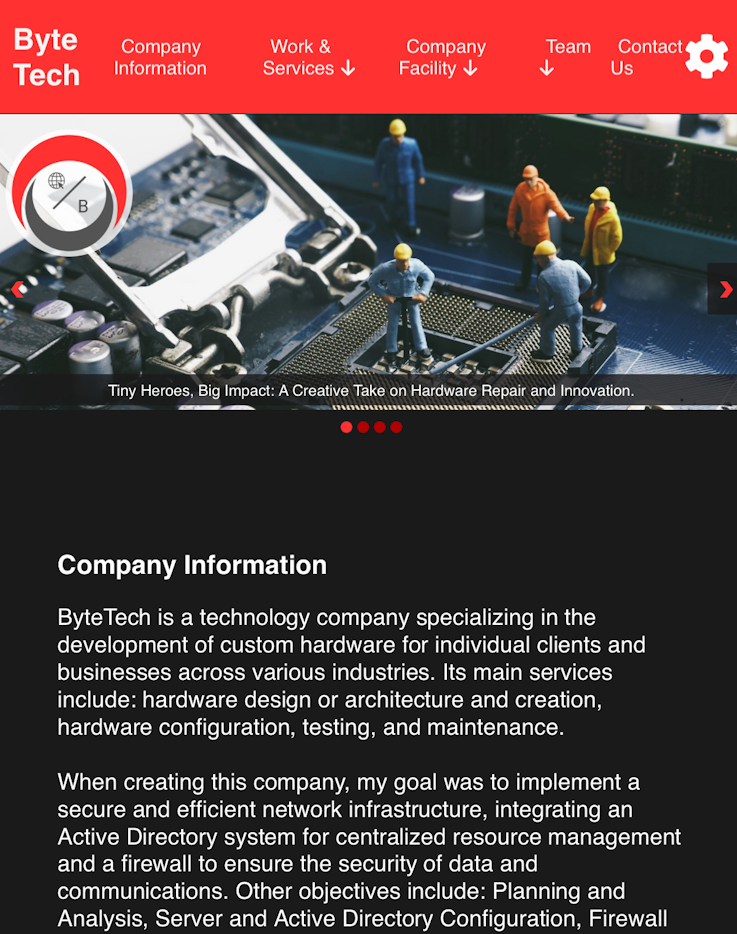 Byte
Tech
Company
Information
Work &
Services ↓
Company
Facility ↓
Team
↓
Contact
Us
B
Tiny Heroes, Big Impact: A Creative Take on Hardware Repair and Innovation.
Company Information
ByteTech is a technology company specializing in the
development of custom hardware for individual clients and
businesses across various industries. Its main services
include: hardware design or architecture and creation,
hardware configuration, testing, and maintenance.
When creating this company, my goal was to implement a
secure and efficient network infrastructure, integrating an
Active Directory system for centralized resource management
and a firewall to ensure the security of data and
communications. Other objectives include: Planning and
Analysis, Server and Active Directory Configuration, Firewall